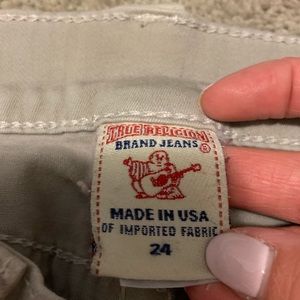 TRUE RELIGION
BRAND JEANS ®
MADE IN USA
OF IMPORTED FABRIC
24